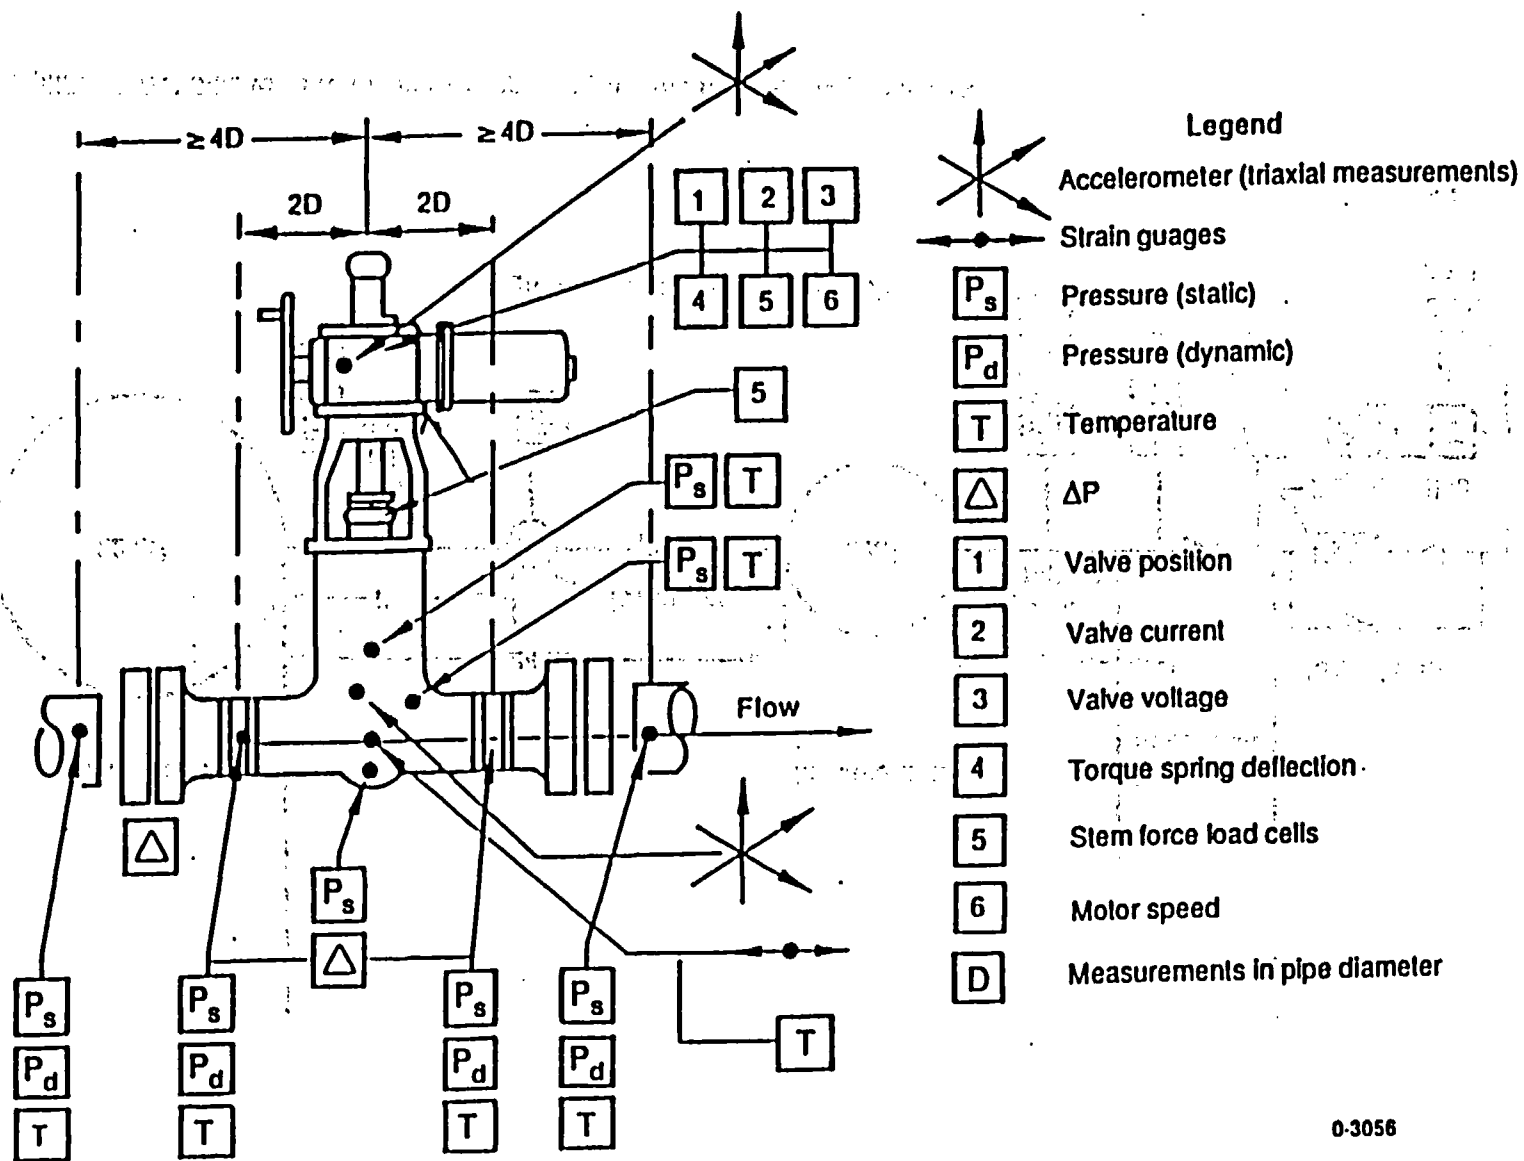 ≥4D ≥4D
2D 2D
1 2 3
4 5 6
5
Ps T
Ps T
Flow
Ps
Ps Ps Ps Ps
Pd Pd Pd Pd
T T T T
T
Legend
Accelerometer (triaxial measurements)
Strain guages
Ps Pressure (static)
Pd Pressure (dynamic)
T Temperature
△ ΔP
1 Valve position
2 Valve current
3 Valve voltage
4 Torque spring deflection
5 Stem force load cells
6 Motor speed
D Measurements in pipe diameter
0-3056